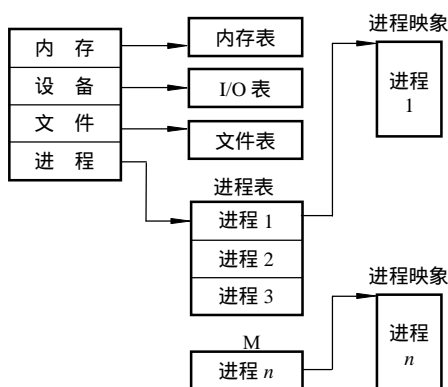 内 存
设 备
文 件
进 程
内存表
I/O 表
文件表
进程表
进程 1
进程 2
进程 3
M
进程 n
进程映象
进程
1
进程映象
进程
n